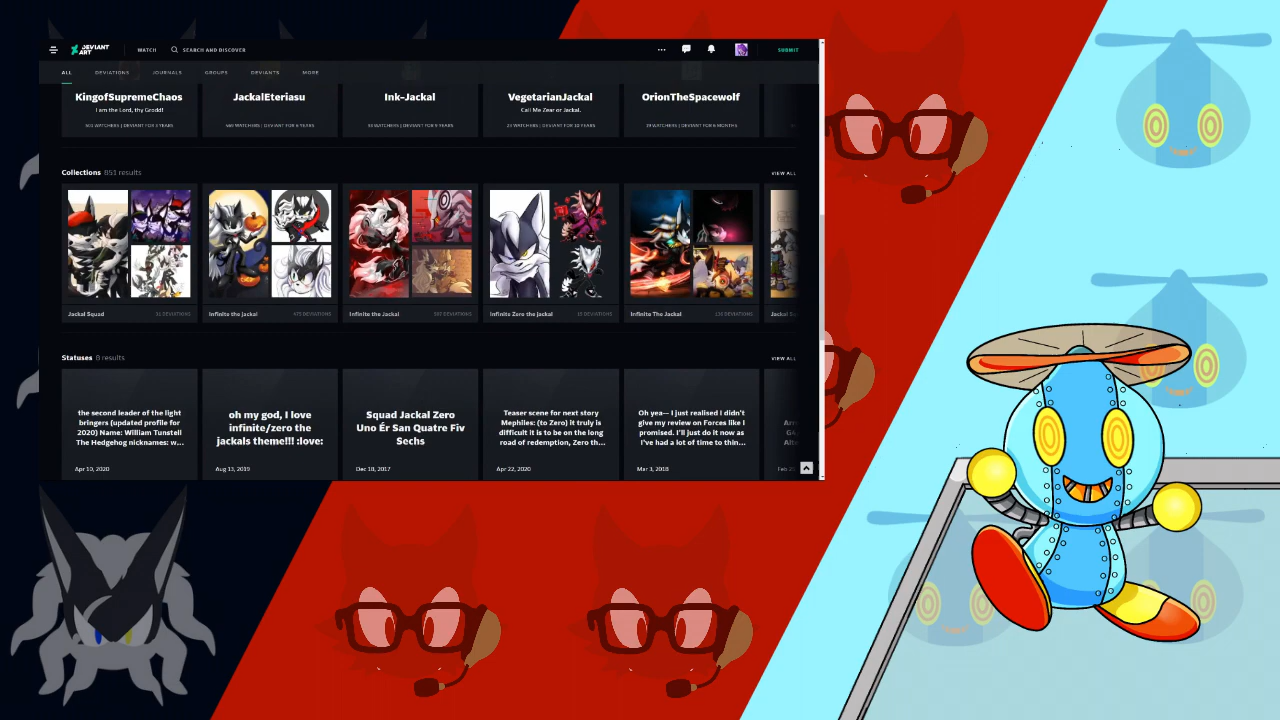 DEVIANT
ART
WATCH
SEARCH AND DISCOVER
SUBMIT
ALL
DEVIATIONS
JOURNALS
GROUPS
DEVIANTS
MORE
KingofSupremeChaos
I am the Lord, thy Grodd!
JackalEteriasu
Ink-Jackal
VegetarianJackal
Call Me Zear or Jackal.
OrionTheSpacewolf
Collections 851 results
VIEW ALL
Jackal Squad
Infinite the jackal
Infinite the Jackal
Infinite Zero the jackal
Infinite The Jackal
Statuses 8 results
VIEW ALL
the second leader of the light
bringers (updated profile for
2020) Name: William Tunstell
The Hedgehog nicknames: w...
Apr 10, 2020
oh my god, I love
infinite/zero the
jackals theme!!! :love:
Aug 13, 2019
Squad Jackal Zero
Uno Ér San Quatre Fiv
Sechs
Dec 18, 2017
Teaser scene for next story
Mephiles: (to Zero) it truly is
difficult it is to be on the long
road of redemption, Zero th...
Apr 22, 2020
Oh yea— I just realised I didn't
give my review on Forces like I
promised. I'll just do it now as
I've had a lot of time to thin...
Mar 3, 2018